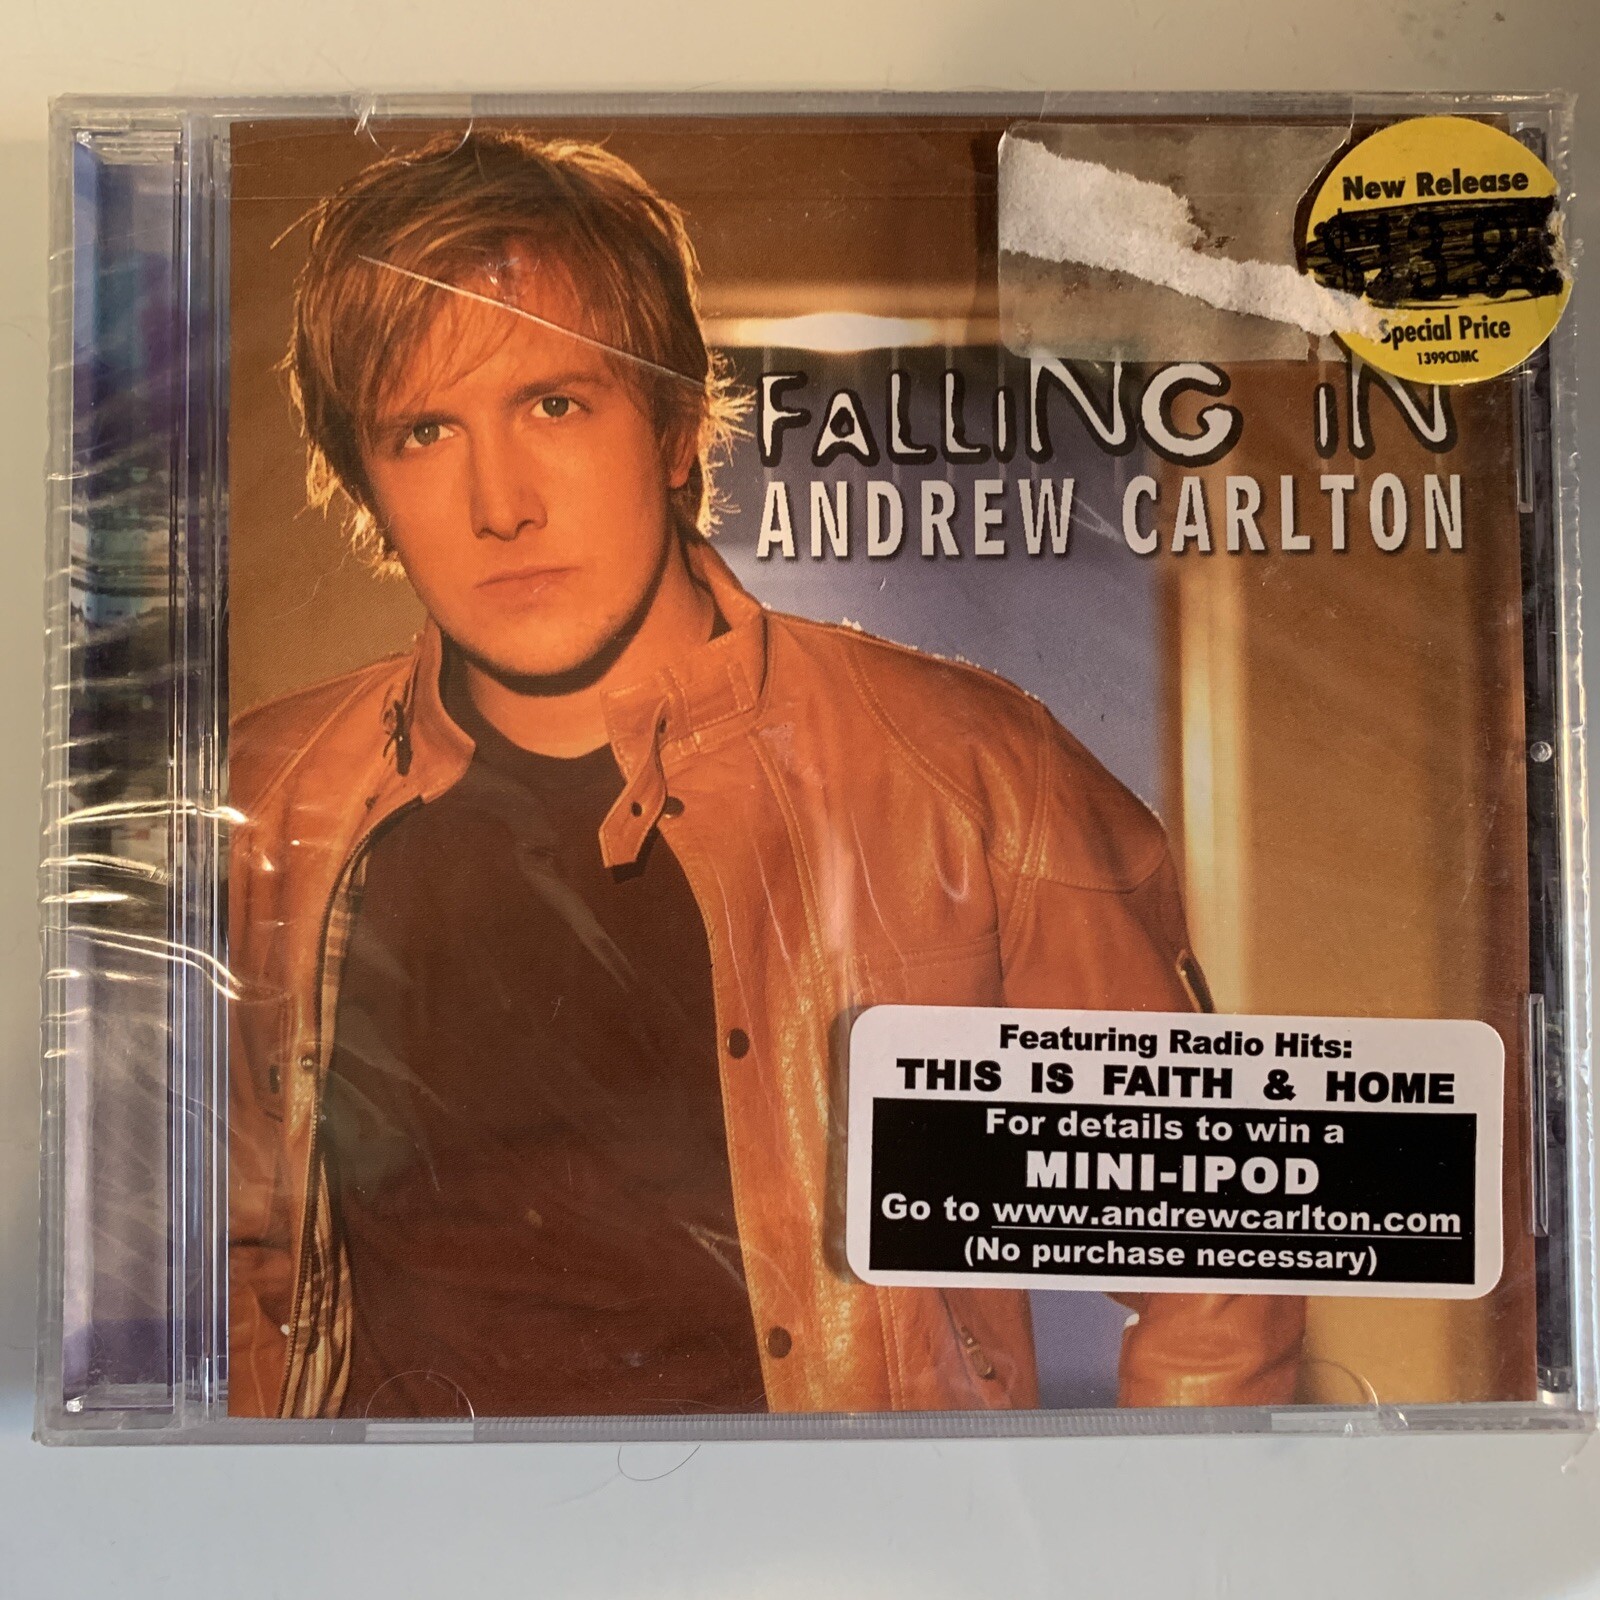 New Release
Special Price
1399CDMC
FALLiNG iN
ANDREW CARLTON
Featuring Radio Hits:
THIS IS FAITH & HOME
For details to win a
MINI-IPOD
Go to www.andrewcarlton.com
(No purchase necessary)